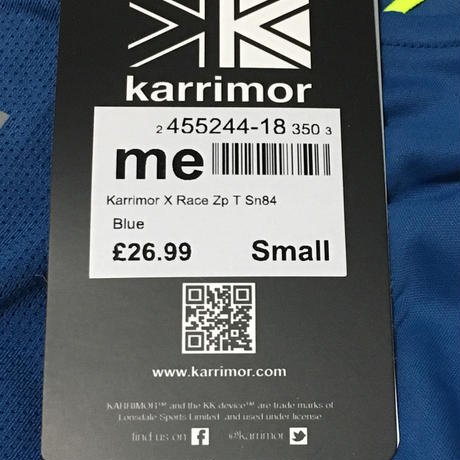 karrimor
2 455244-18 350 3
me
Karrimor X Race Zp T Sn84
Blue
£26.99 Small
www.karrimor.com
KARRIMOR™ and the KK device™ are trade marks of
Lonsdale Sports Limited and used under license
find us on @karrimor